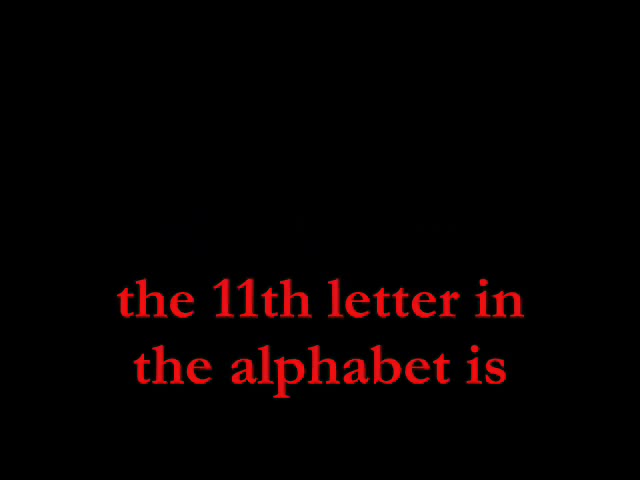 the 11th letter in
the alphabet is